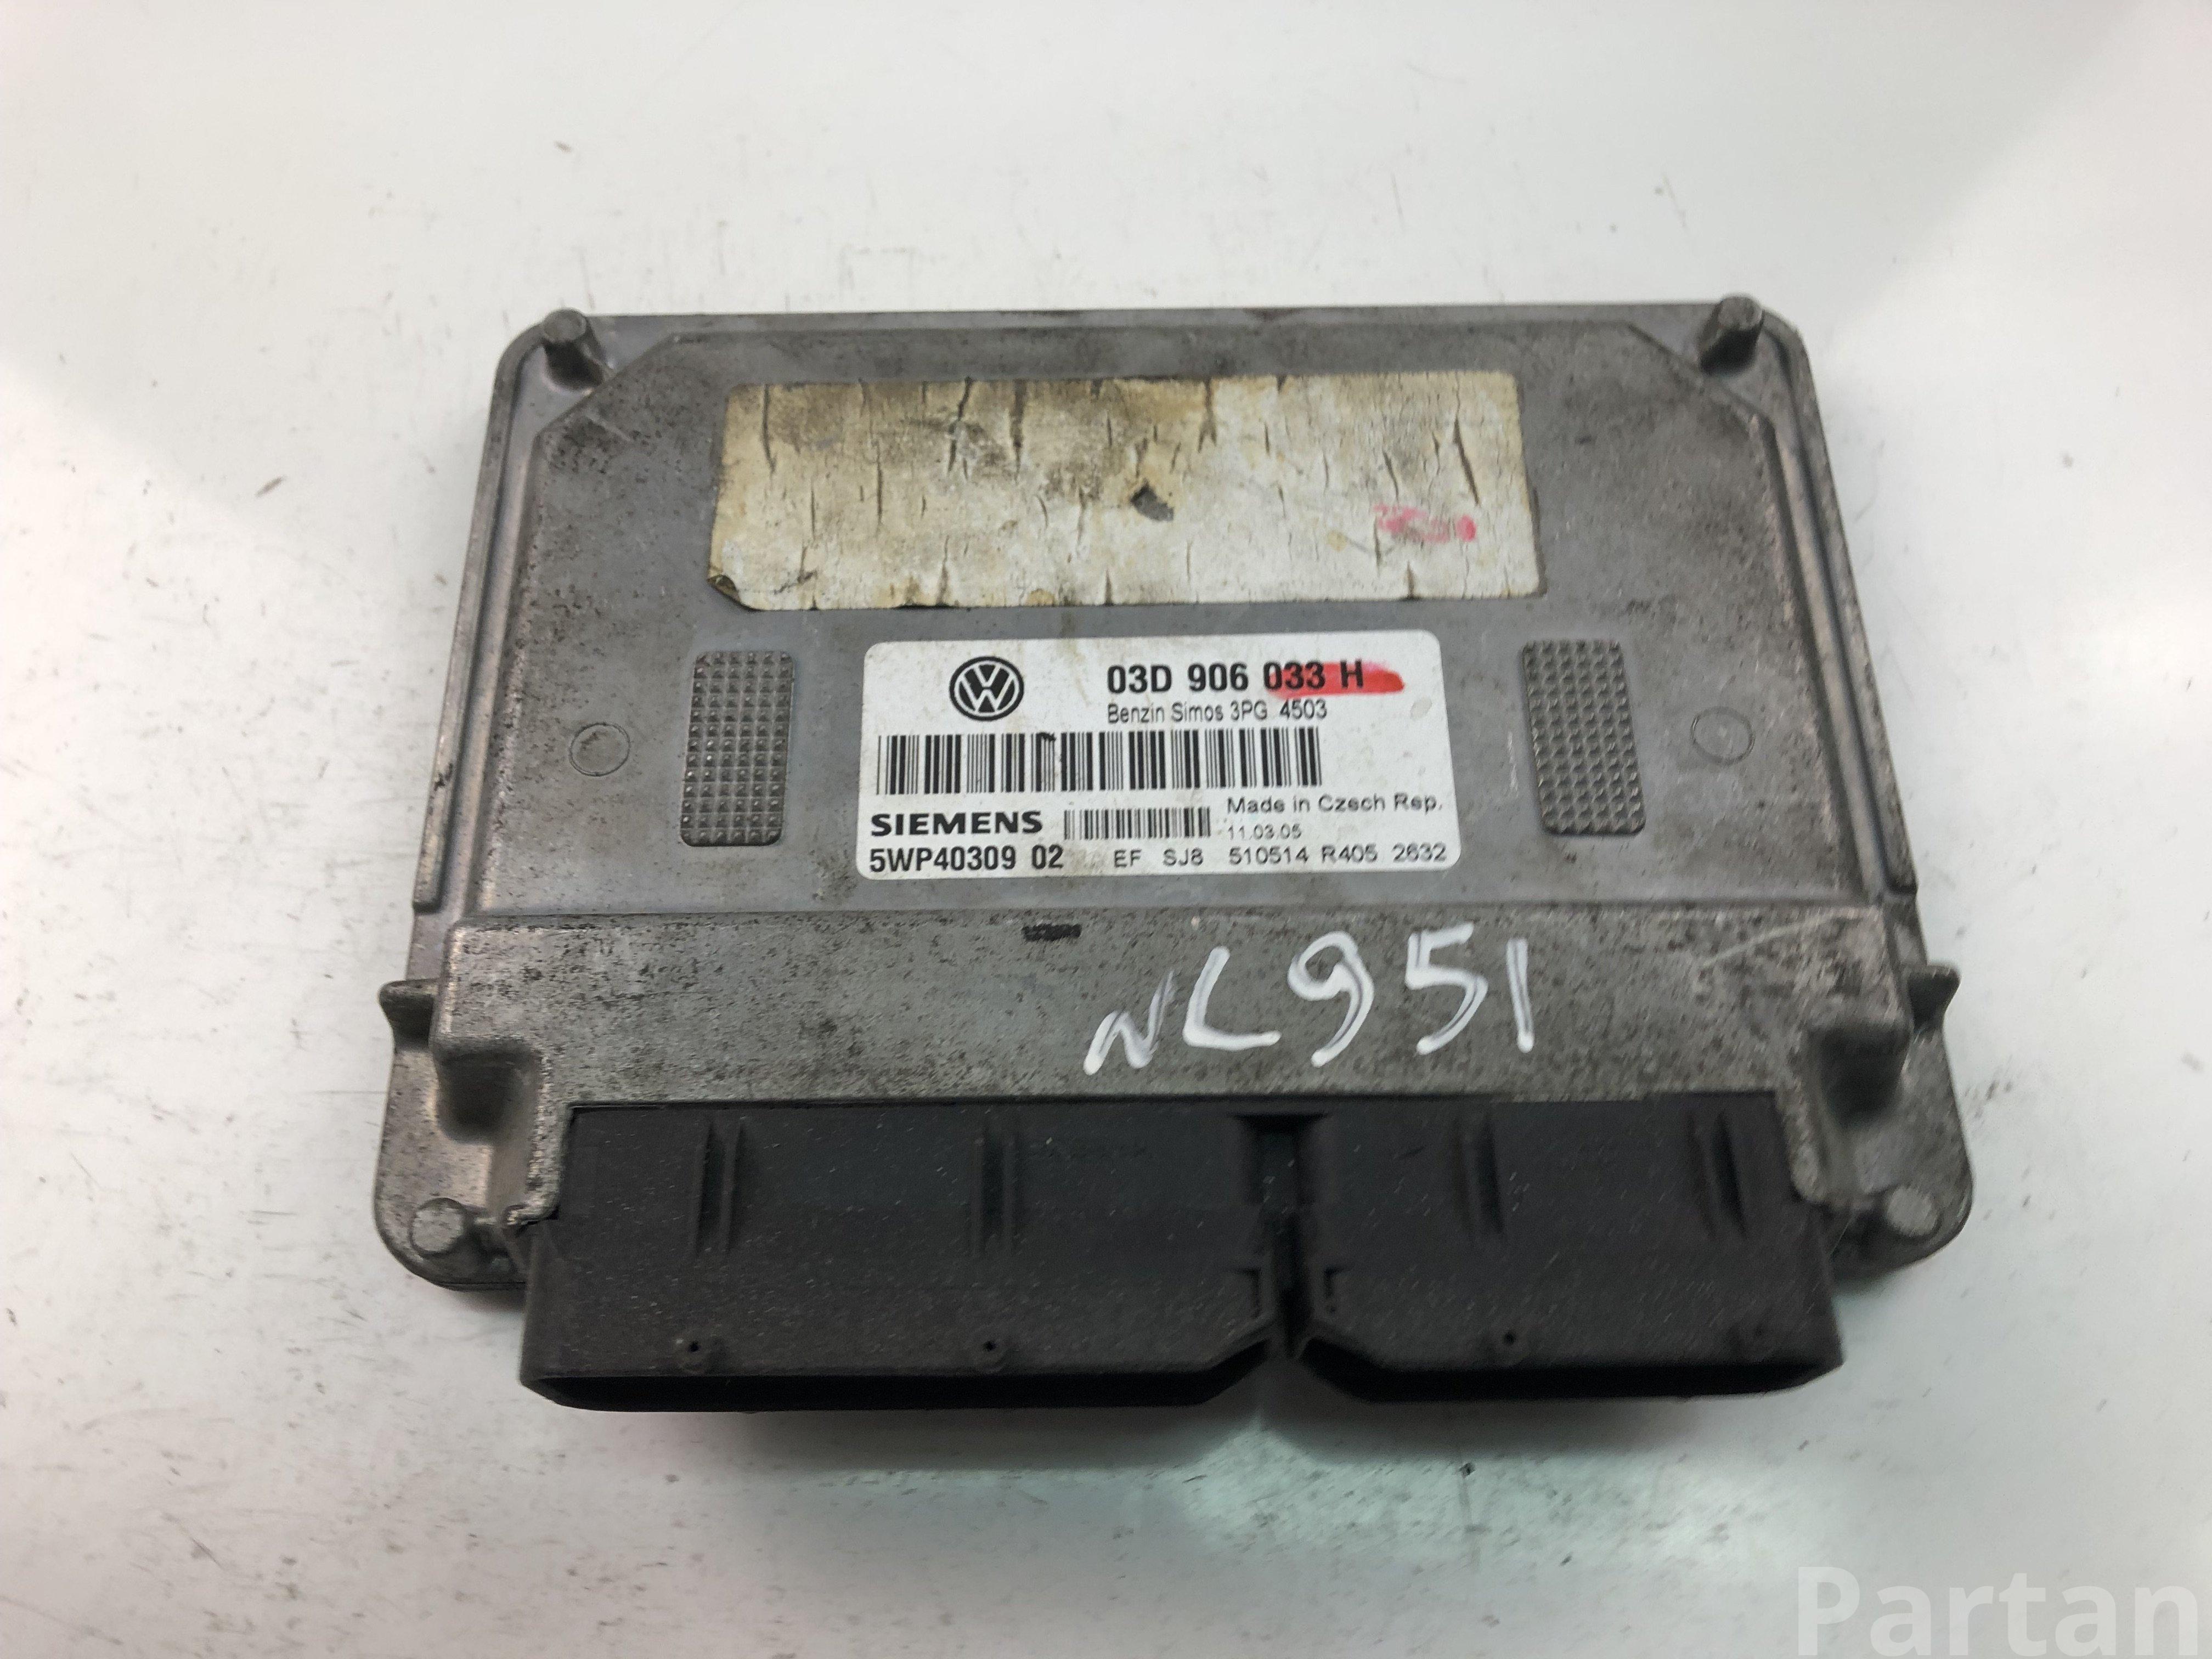 03D 906 033 H
Benzin Simos 3PG 4503
Made in Czech Rep.
SIEMENS
11.03.05
5WP40309 02 EF SJ8 510514 R405 2632
NL951
Partan